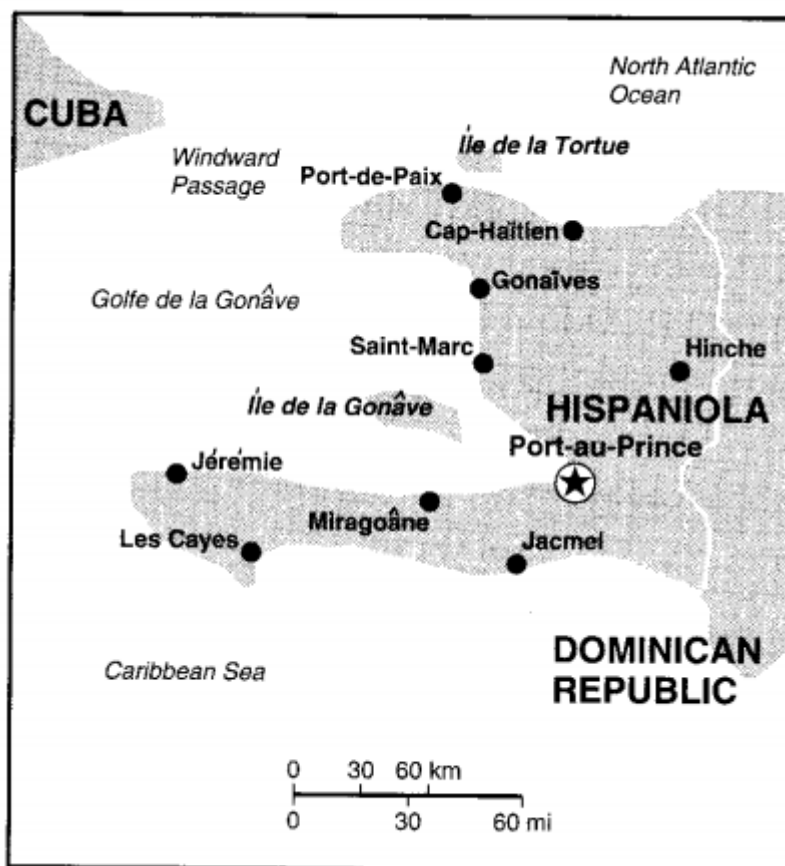 North Atlantic
Ocean
CUBA
Île de la Tortue
Windward
Passage
Port-de-Paix
Cap-Haïtien
Gonaïves
Golfe de la Gonâve
Saint-Marc
Hinche
Île de la Gonâve
HISPANIOLA
Port-au-Prince
Jérémie
Miragoâne
Les Cayes
Jacmel
DOMINICAN
REPUBLIC
Caribbean Sea
0 30 60 km
0 30 60 mi